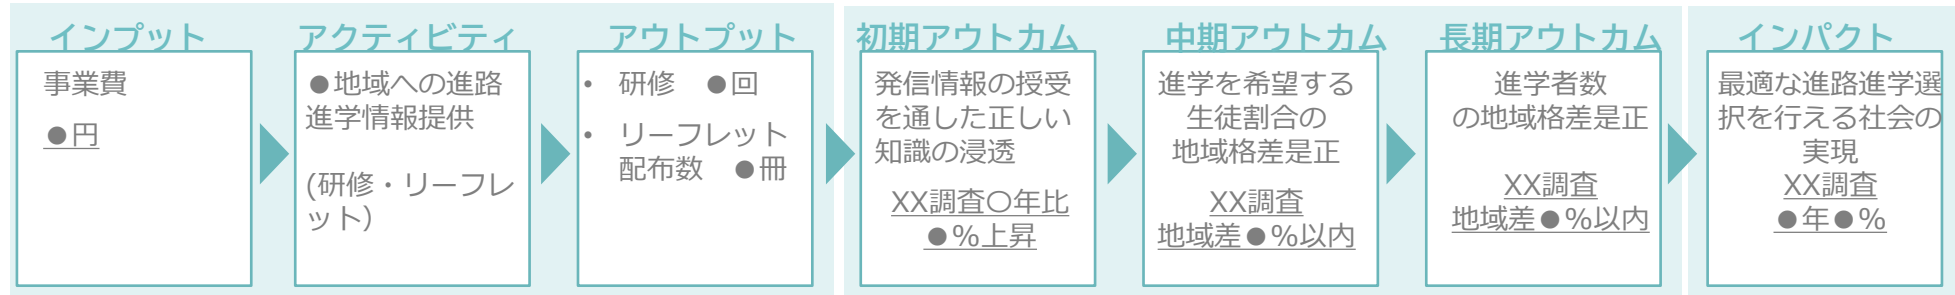 インプット
事業費
●円
アクティビティ
●地域への進路
進学情報提供
(研修・リーフレ
ット）
アウトプット
• 研修　●回
• リーフレット
配布数　●冊
初期アウトカム
発信情報の授受
を通した正しい
知識の浸透
XX調査〇年比
●%上昇
中期アウトカム
進学を希望する
生徒割合の
地域格差是正
XX調査
地域差●%以内
長期アウトカム
進学者数
の地域格差是正
XX調査
地域差●%以内
インパクト
最適な進路進学選
択を行える社会の
実現
XX調査
●年●%